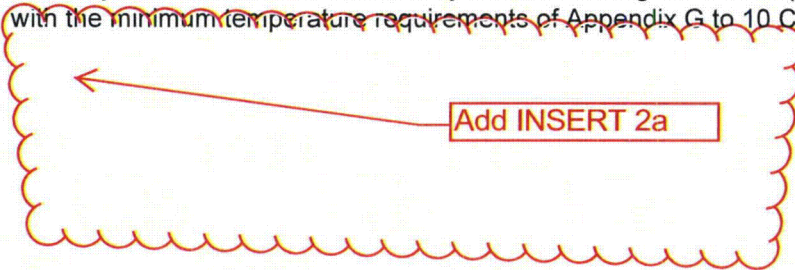 with the minimum temperature requirements of Appendix G to 10 C
Add INSERT 2a